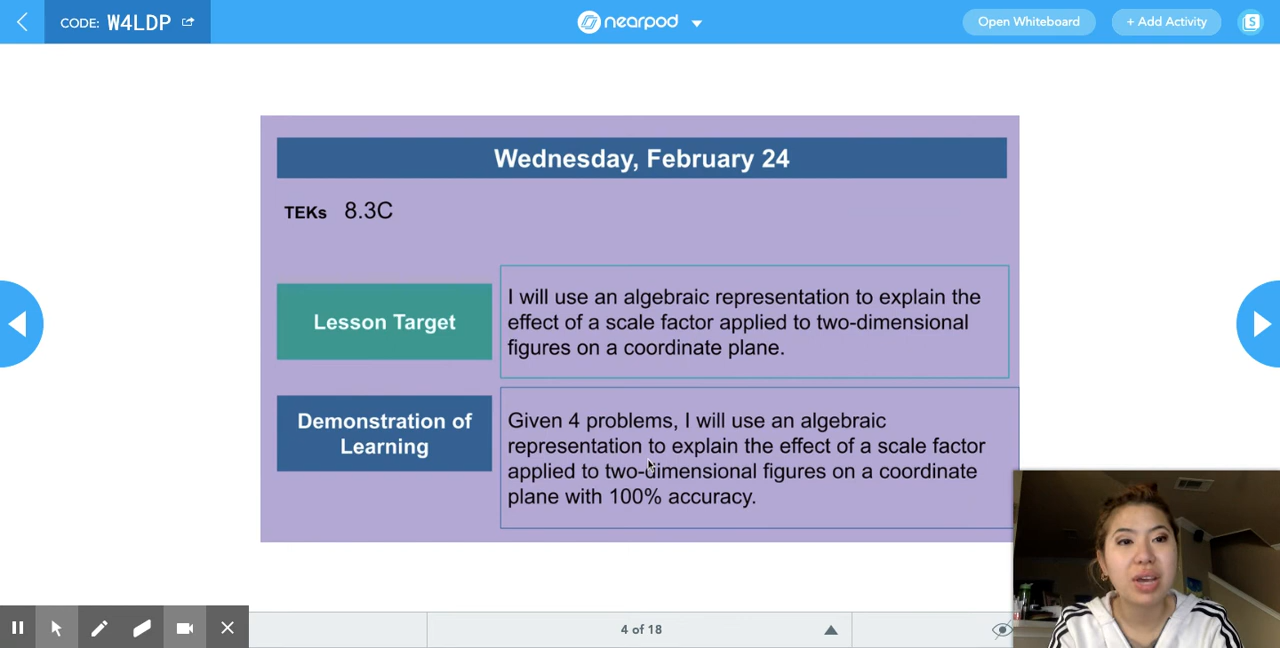 CODE: W4LDP
nearpod
Open Whiteboard
+ Add Activity
S
Wednesday, February 24
TEKs 8.3C
Lesson Target
I will use an algebraic representation to explain the
effect of a scale factor applied to two-dimensional
figures on a coordinate plane.
Demonstration of
Learning
Given 4 problems, I will use an algebraic
representation to explain the effect of a scale factor
applied to two-dimensional figures on a coordinate
plane with 100% accuracy.
4 of 18